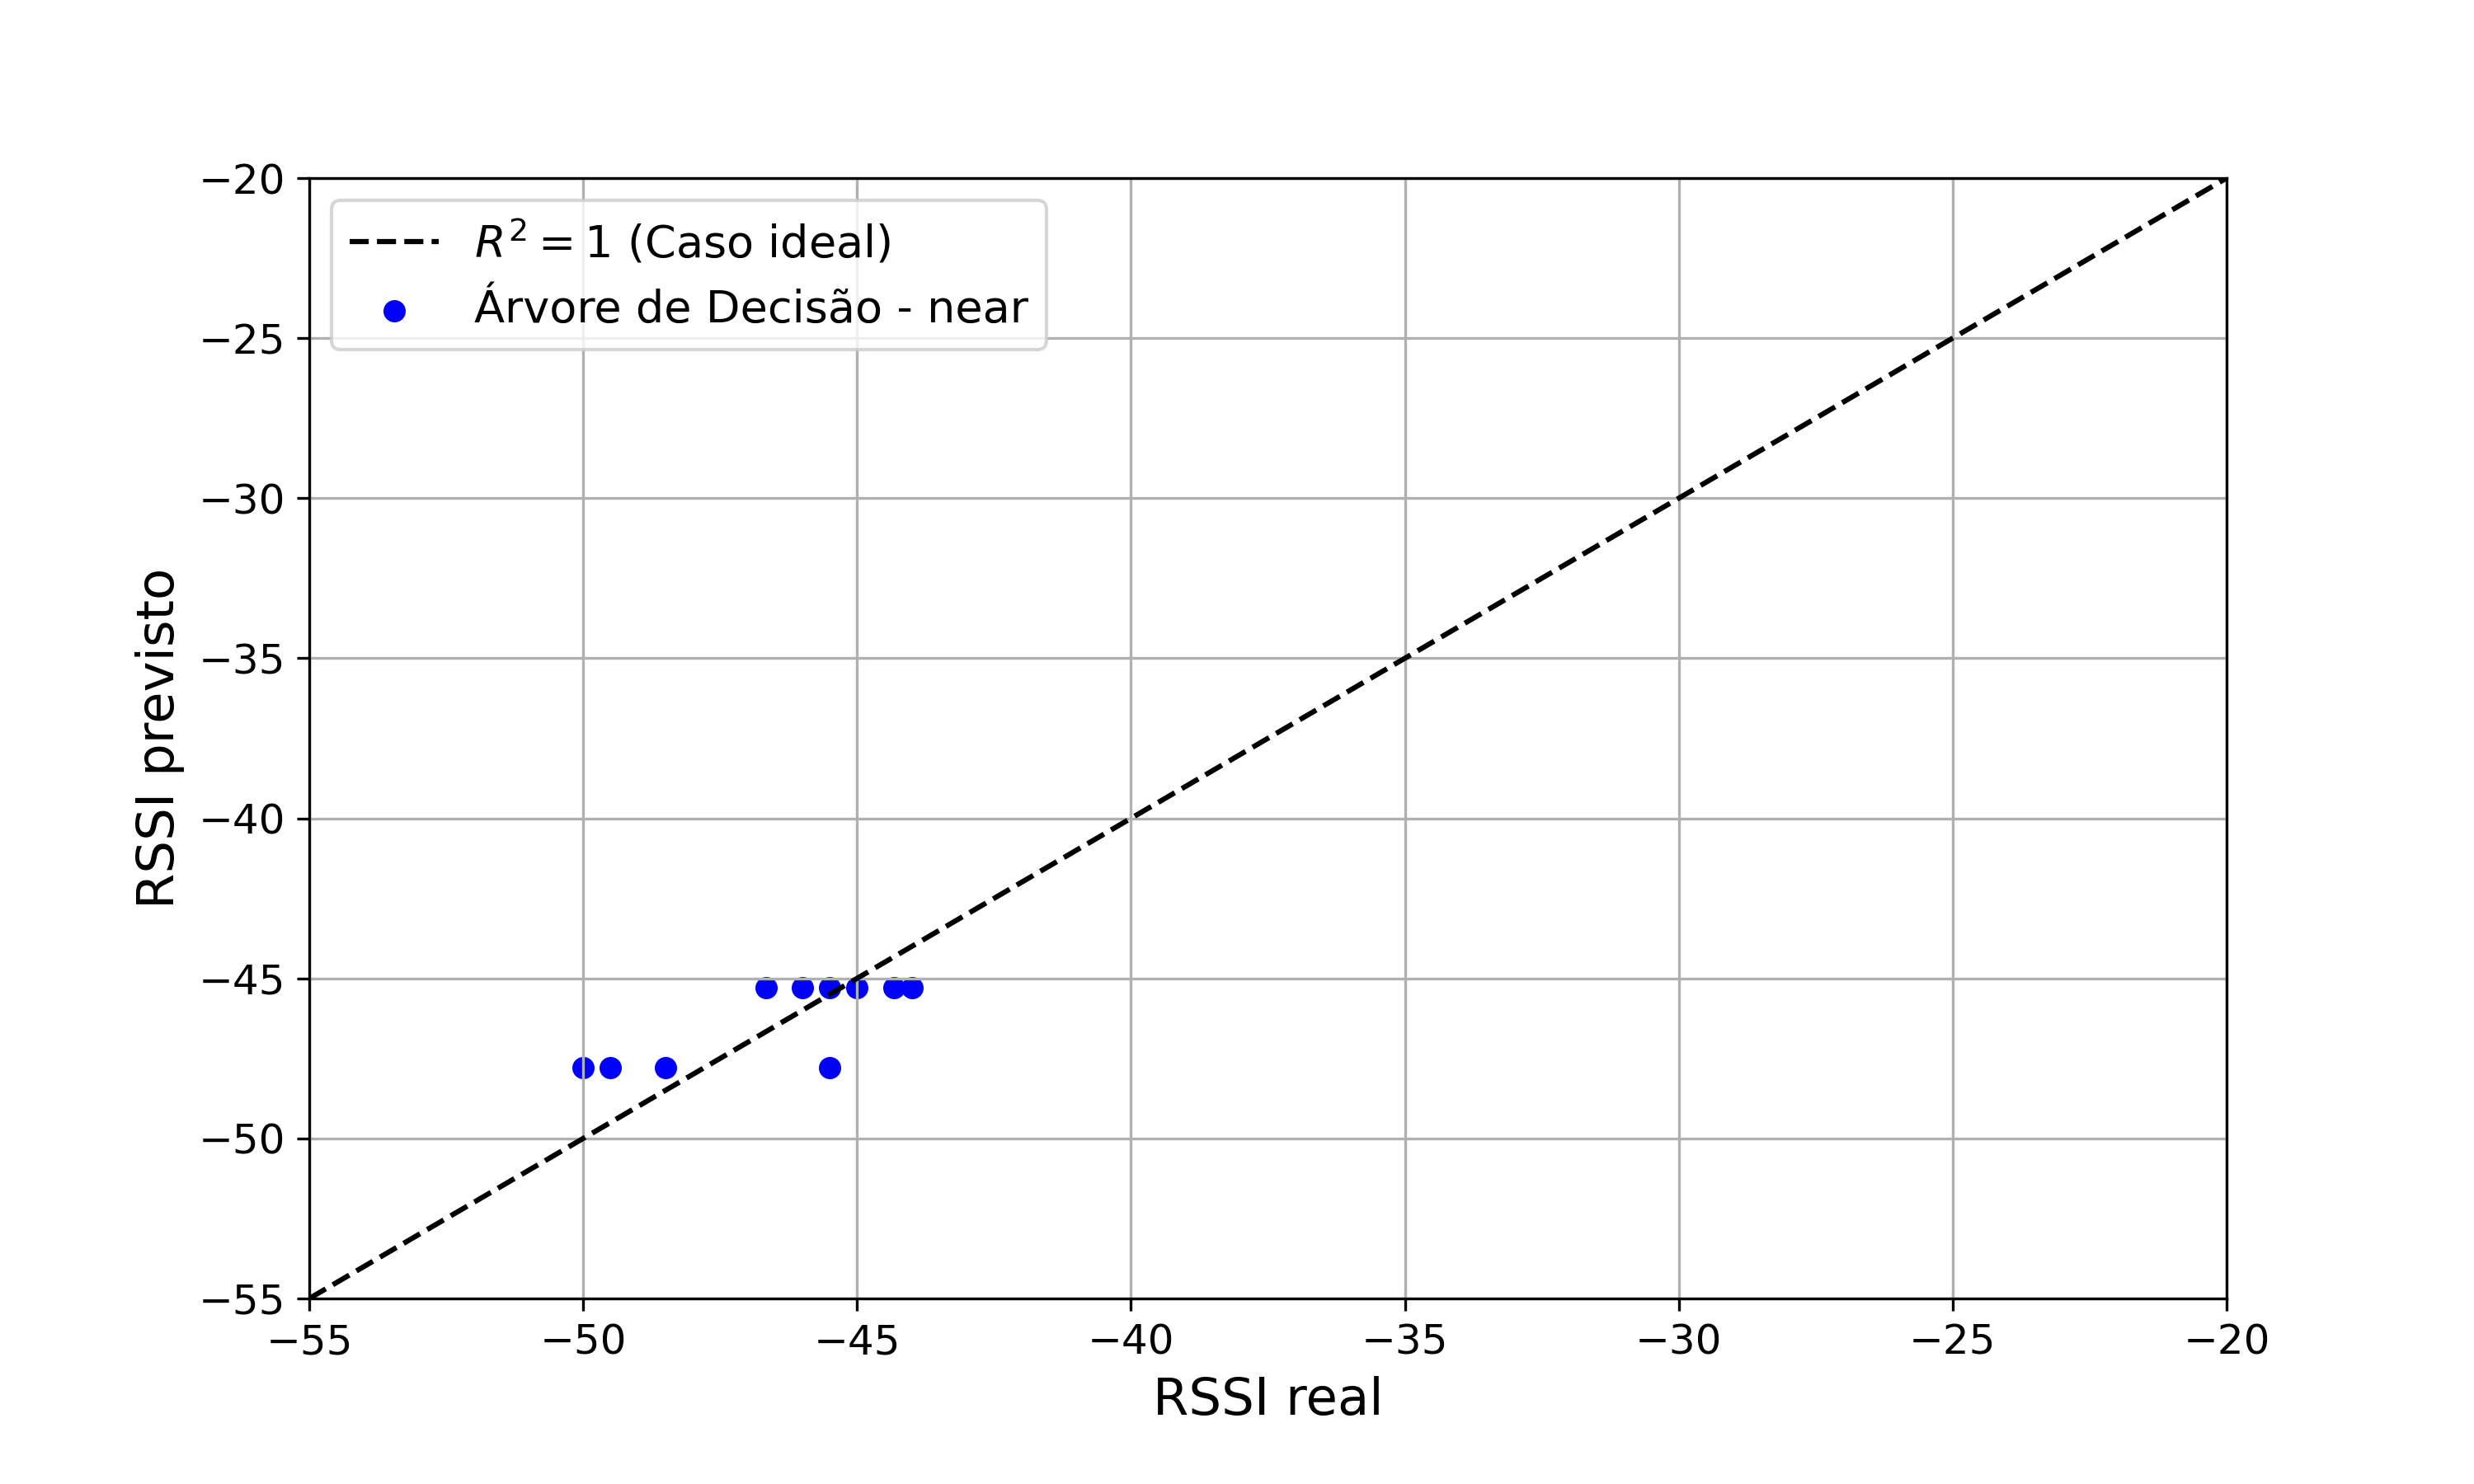 R² = 1 (Caso ideal)
Árvore de Decisão - near
−20
−25
−30
−35
−40
−45
−50
−55
RSSI previsto
−55 −50 −45 −40 −35 −30 −25 −20
RSSI real